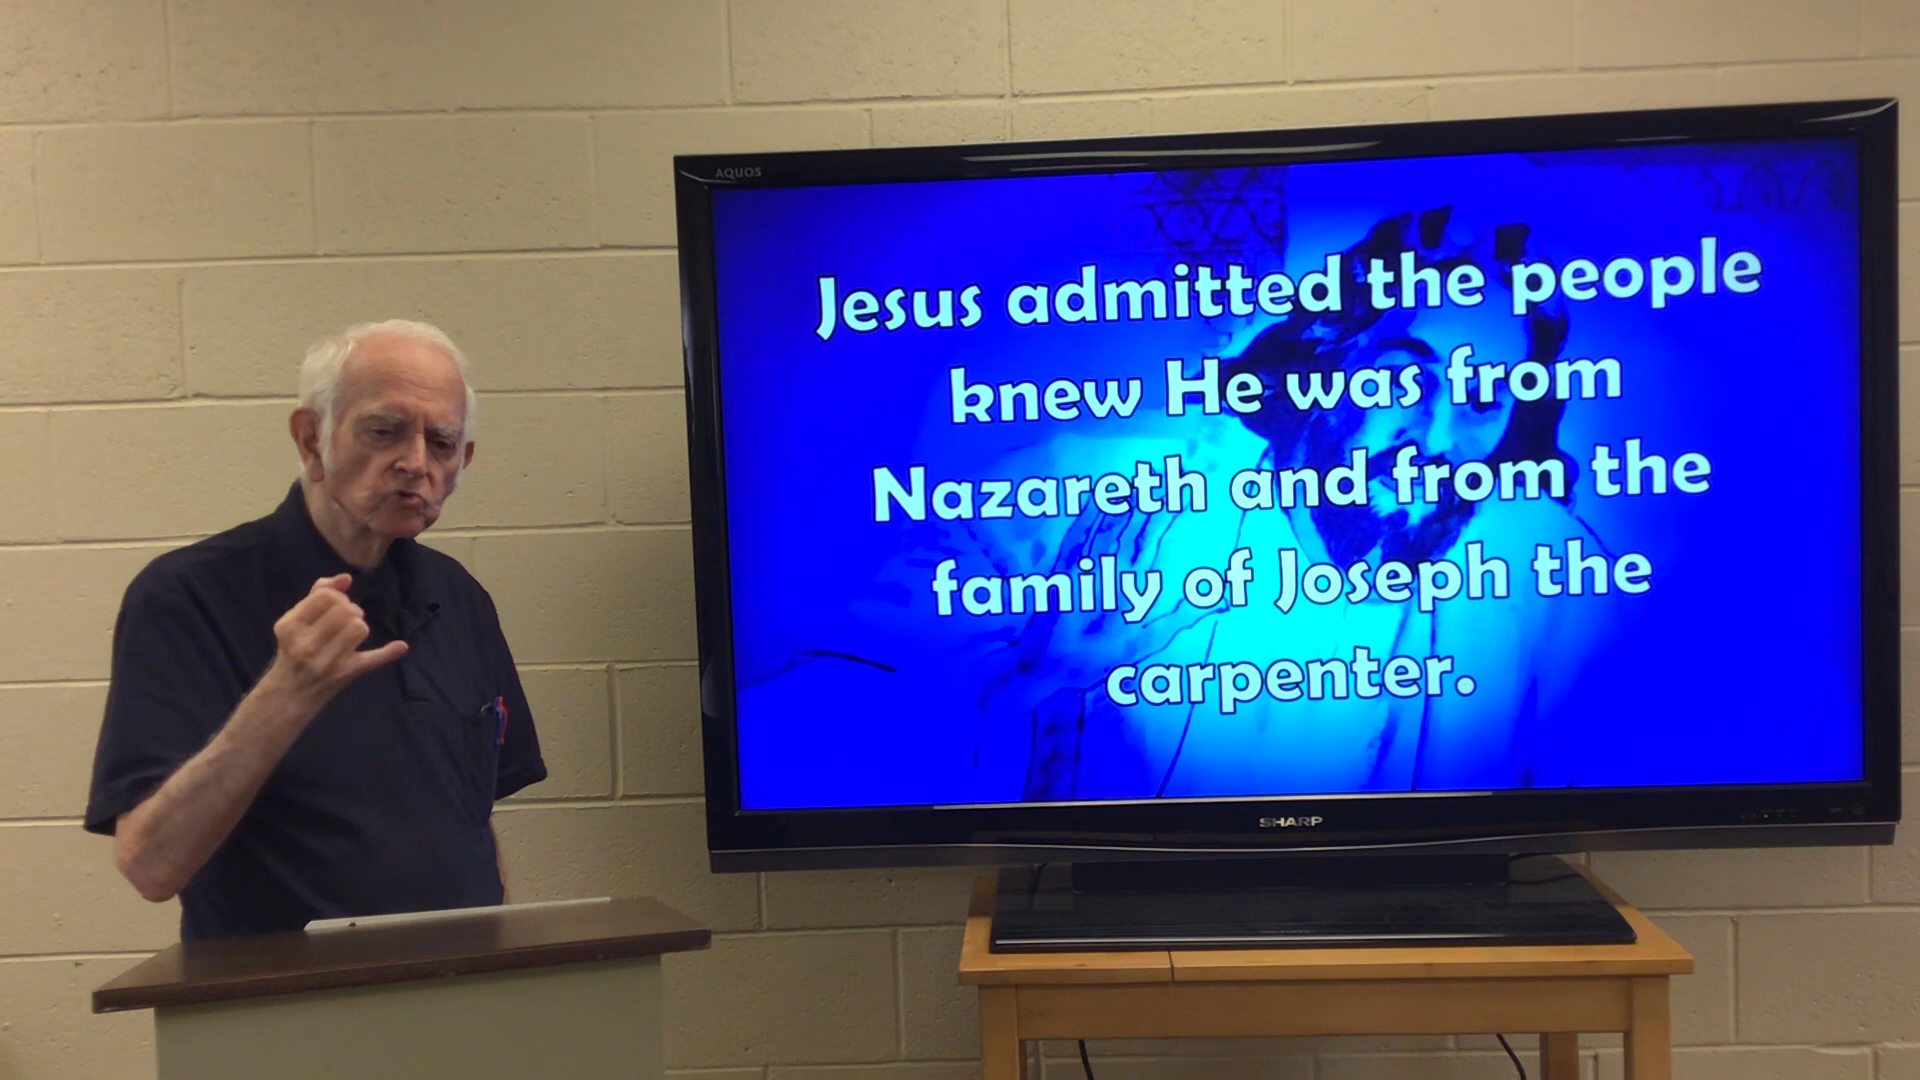 AQUOS
Jesus admitted the people
knew He was from
Nazareth and from the
family of Joseph the
carpenter.
SHARP